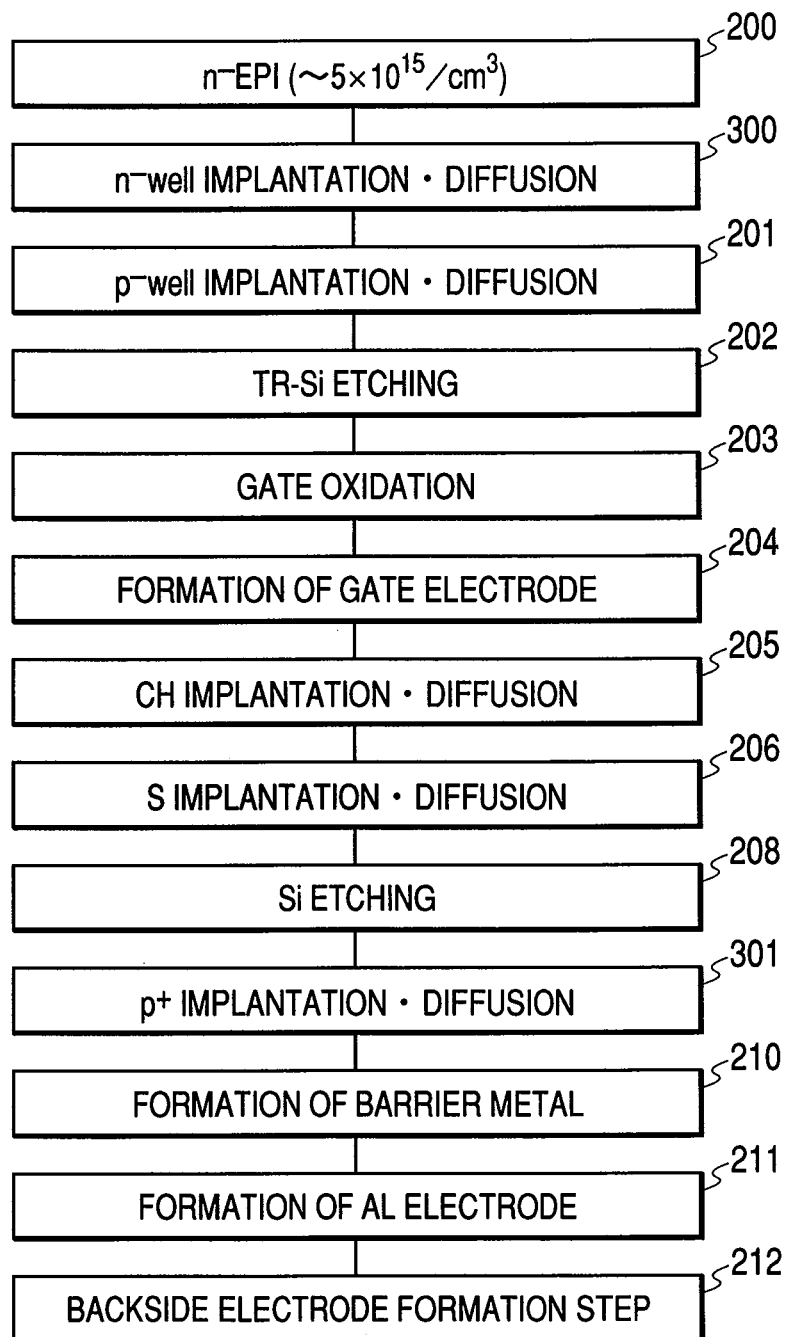 200
n⁻EPI (～5×10¹⁵/cm³)
300
n⁻well IMPLANTATION・DIFFUSION
201
p⁻well IMPLANTATION・DIFFUSION
202
TR-Si ETCHING
203
GATE OXIDATION
204
FORMATION OF GATE ELECTRODE
205
CH IMPLANTATION・DIFFUSION
206
S IMPLANTATION・DIFFUSION
208
Si ETCHING
301
p⁺ IMPLANTATION・DIFFUSION
210
FORMATION OF BARRIER METAL
211
FORMATION OF AL ELECTRODE
212
BACKSIDE ELECTRODE FORMATION STEP